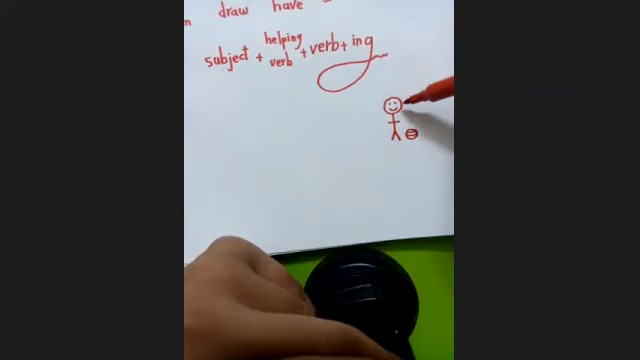 draw have
subject + helping verb + verb + ing